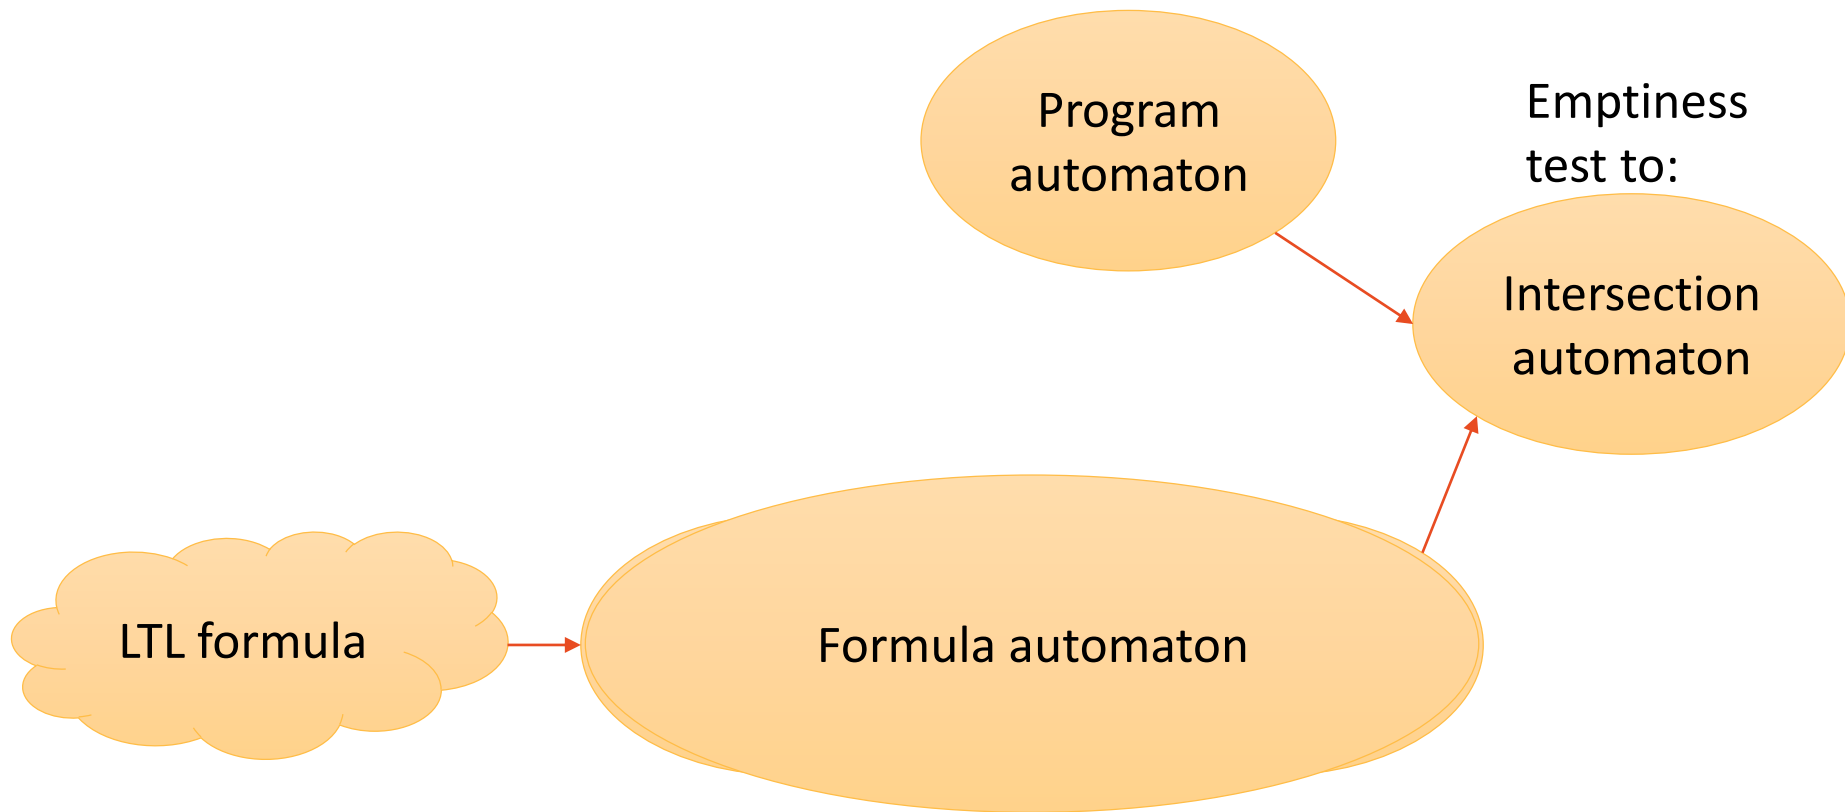 Program
automaton
Emptiness
test to:
Intersection
automaton
LTL formula
Formula automaton